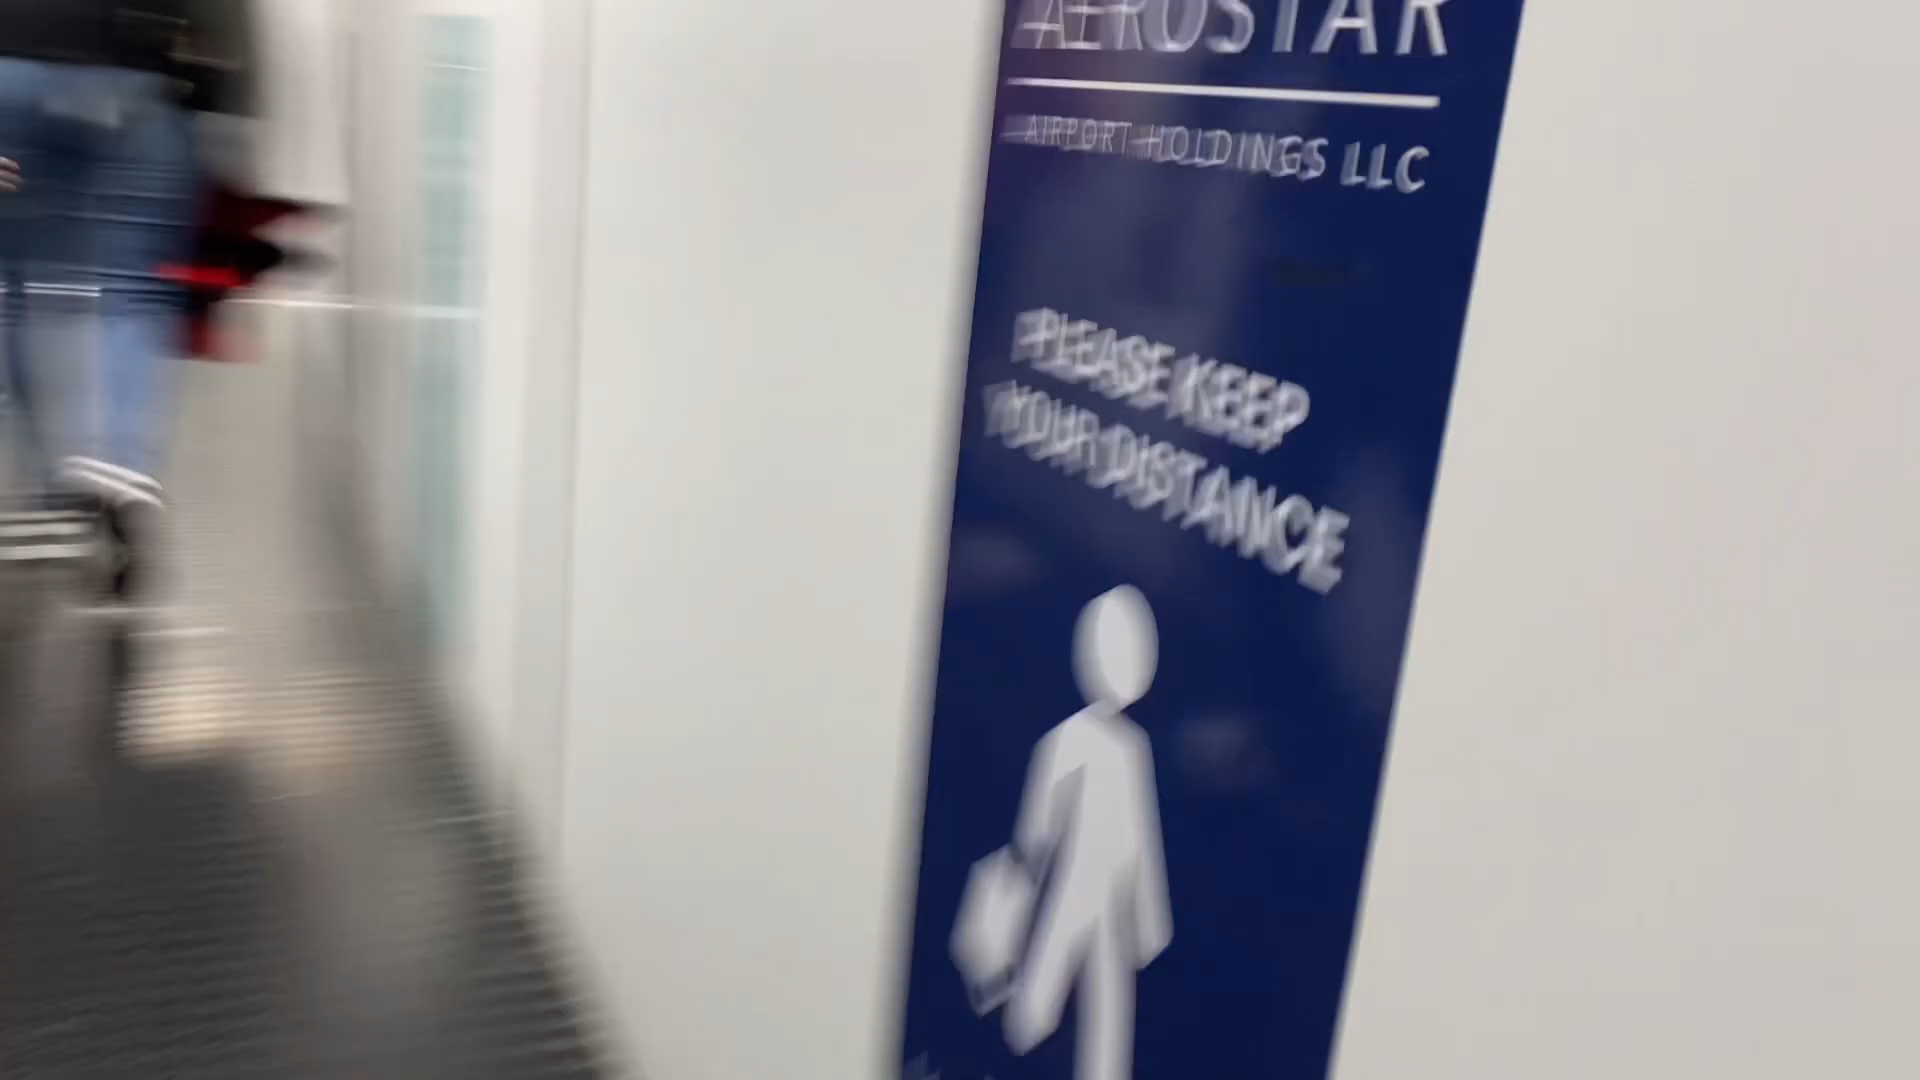 AEROSTAR
AIRPORT HOLDINGS LLC
PLEASE KEEP
YOUR DISTANCE